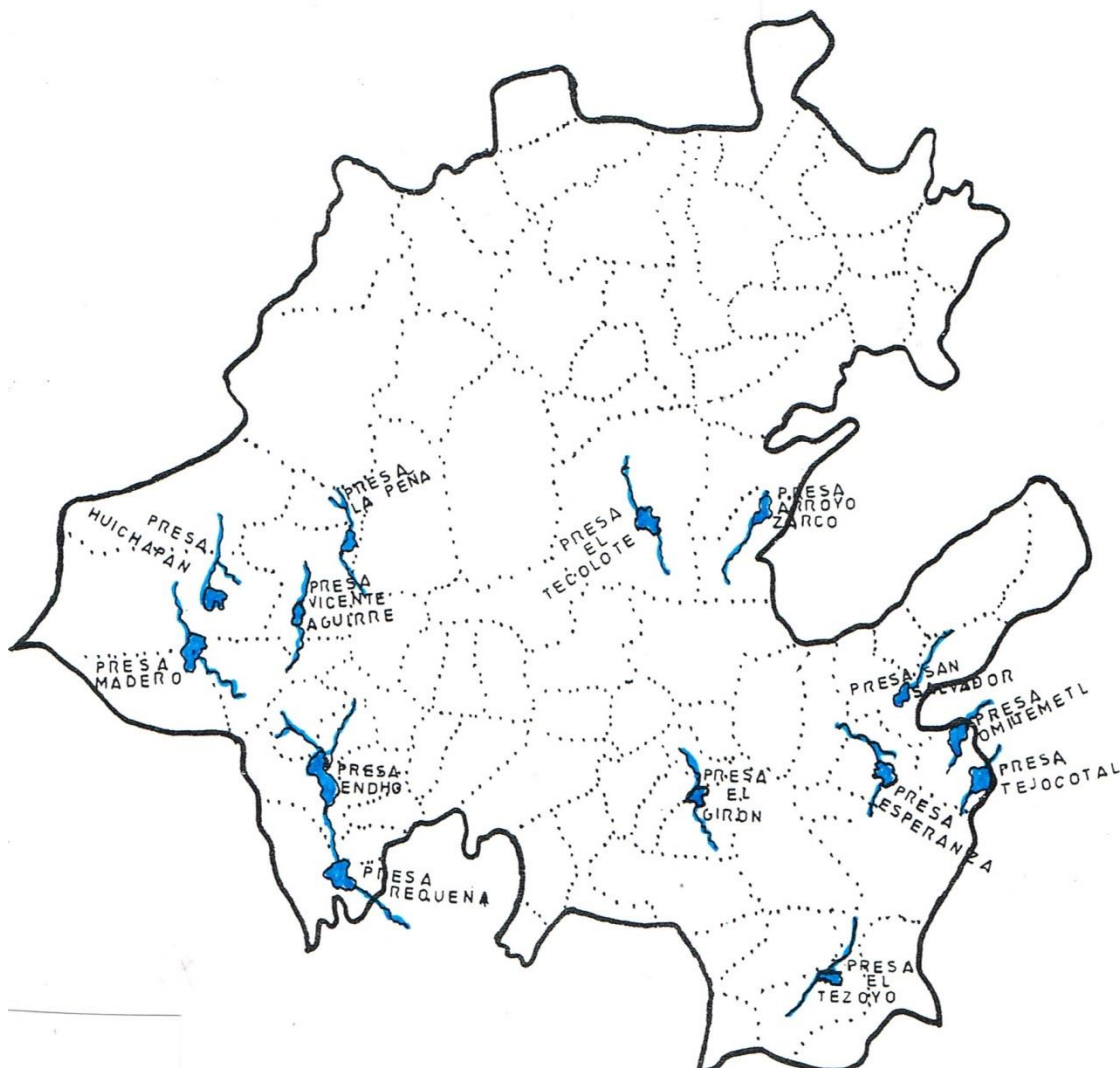 PRESA
LA PEÑA
PRESA
HUICHAPAN
PRESA
EL
TECOLOTE
PRESA
ARROYO
ZARCO
PRESA
VICENTE
AGUIRRE
PRESA
MADERO
PRESA SAN
SALVADOR
PRESA
OMILTEMETL
PRESA
ENDHO
PRESA
EL
GIRON
PRESA
TEJOCOTAL
PRESA
ESPERANZA
PRESA
REQUENA
PRESA
EL
TEZOYO